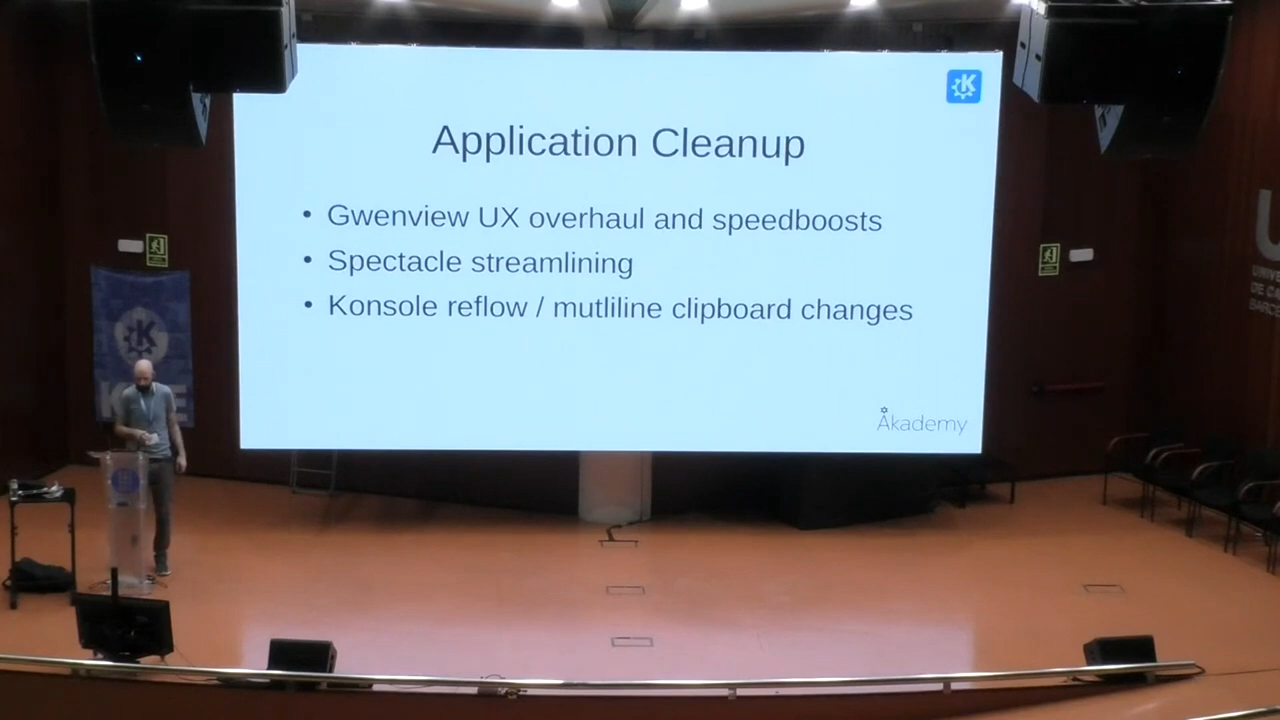 Application Cleanup
• Gwenview UX overhaul and speedboosts
• Spectacle streamlining
• Konsole reflow / mutliline clipboard changes
Akademy